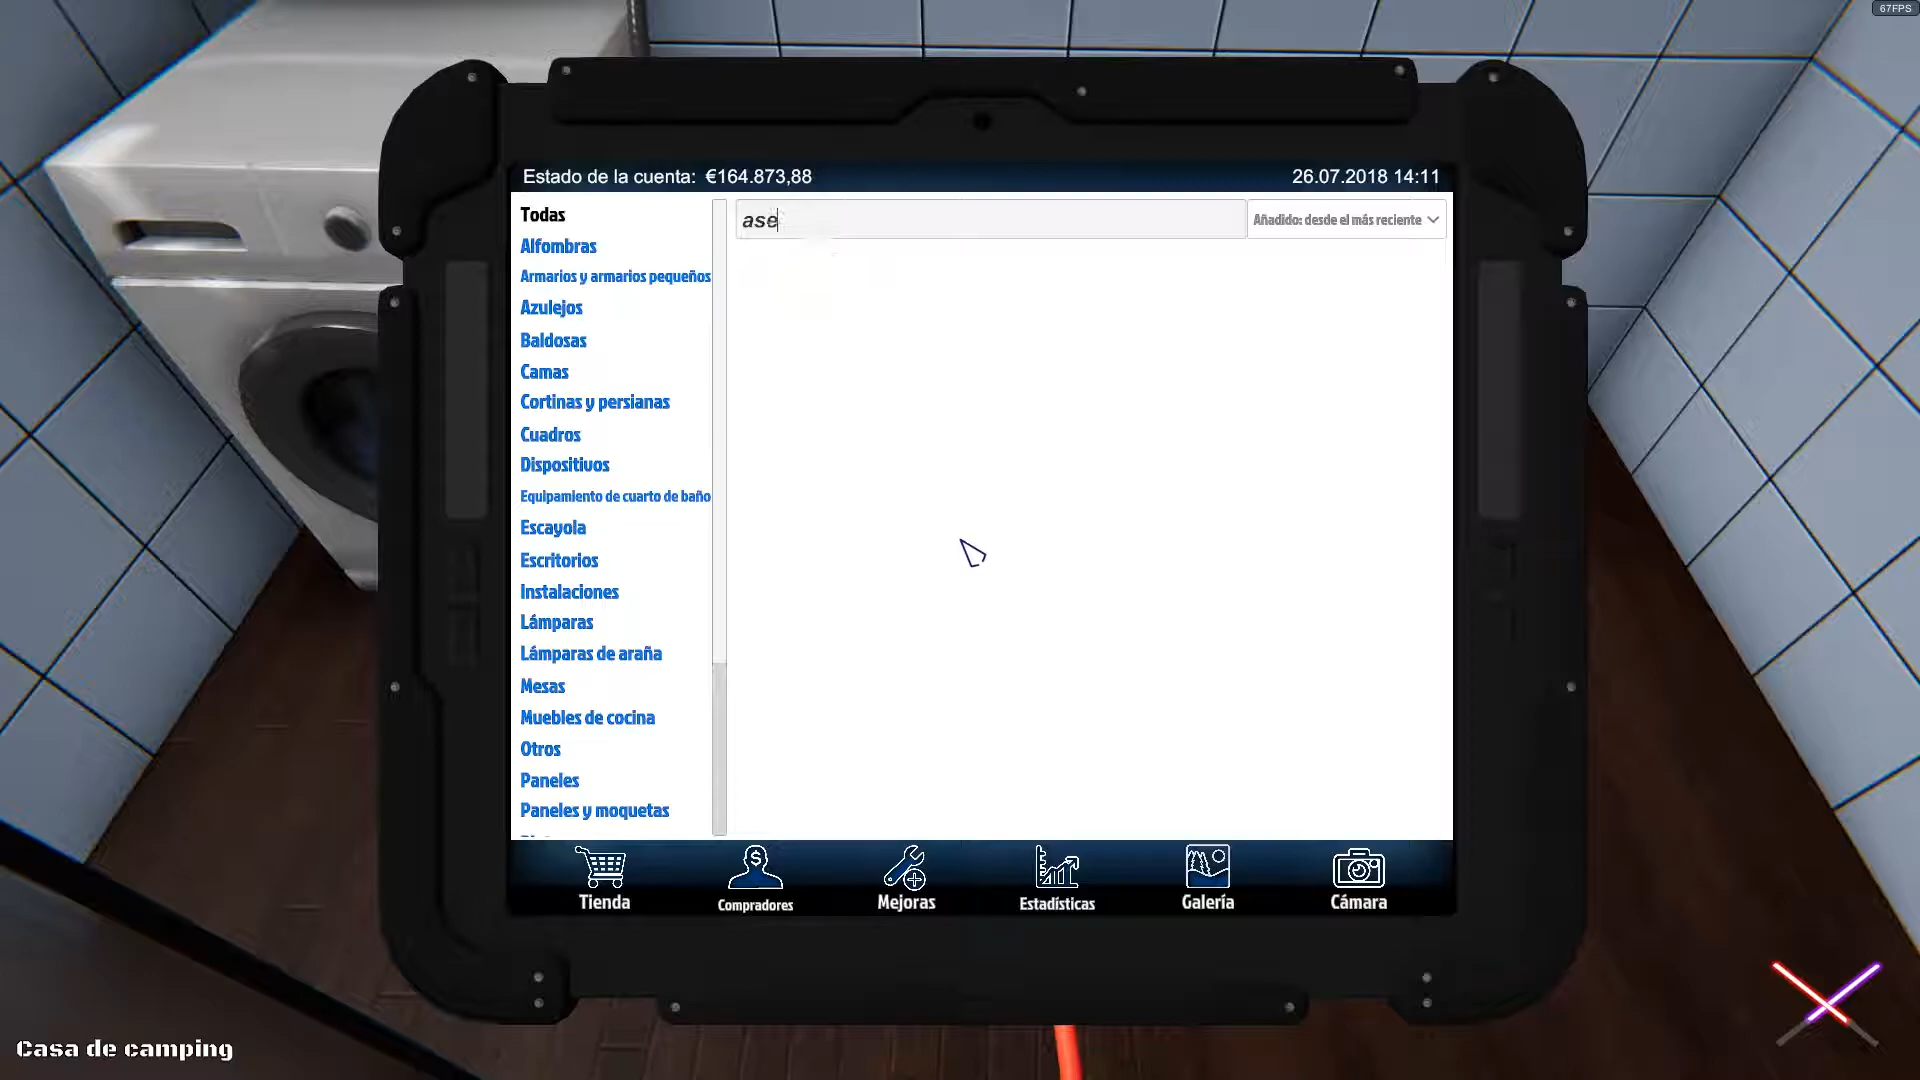 67FPS
Estado de la cuenta: €164.873,88
26.07.2018 14:11
Todas
ase
Añadido: desde el más reciente
Alfombras
Armarios y armarios pequeños
Azulejos
Baldosas
Camas
Cortinas y persianas
Cuadros
Dispositivos
Equipamiento de cuarto de baño
Escayola
Escritorios
Instalaciones
Lámparas
Lámparas de araña
Mesas
Muebles de cocina
Otros
Paneles
Paneles y moquetas
Tienda
Compradores
Mejoras
Estadísticas
Galería
Cámara
Casa de camping